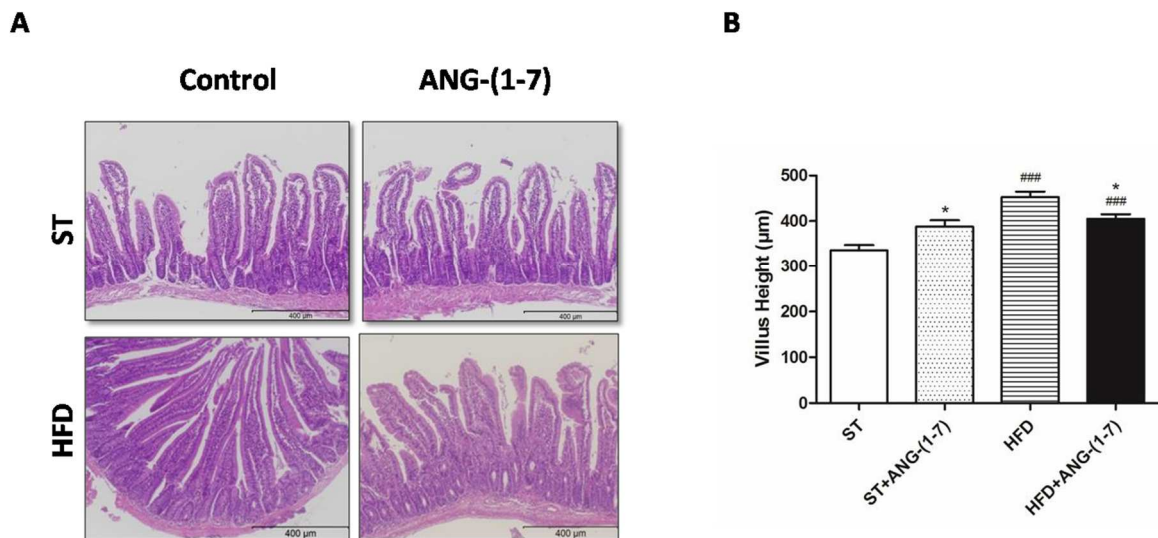 A
B
Control
ANG-(1-7)
ST
400 µm
400 µm
HFD
400 µm
400 µm
Villus Height (µm)
500
400
300
200
100
0
*
###
*
###
ST
ST+ANG-(1-7)
HFD
HFD+ANG-(1-7)